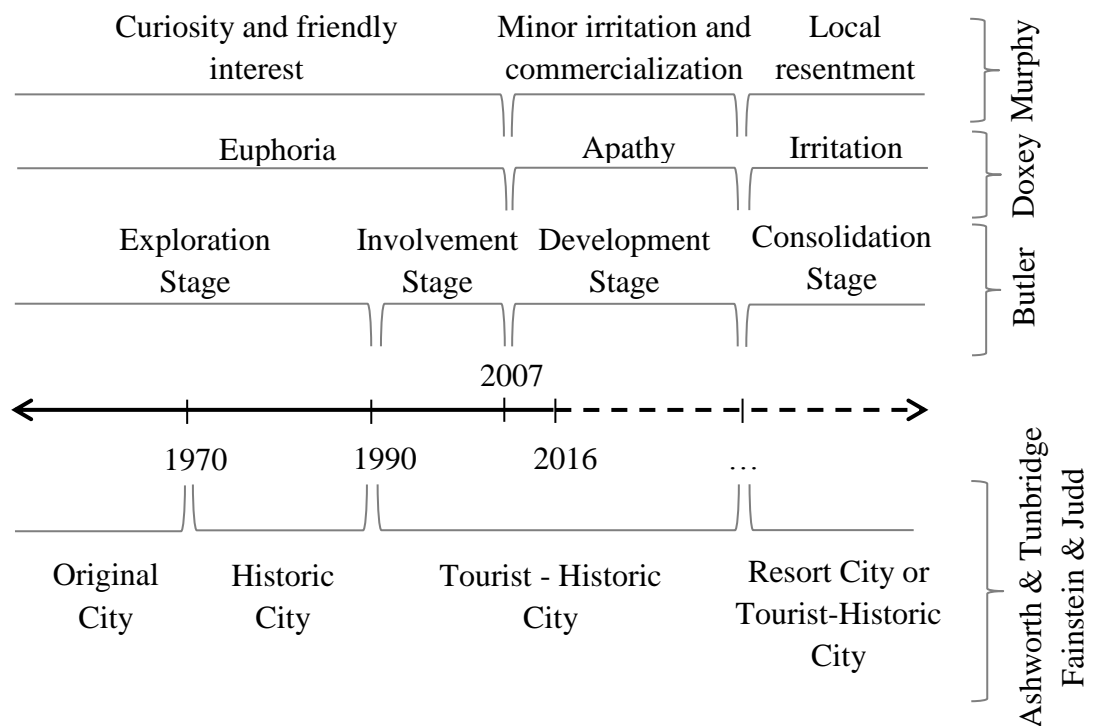 Curiosity and friendly
interest
Minor irritation and
commercialization
Local
resentment
Murphy
Euphoria
Apathy
Irritation
Doxey
Exploration
Stage
Involvement
Stage
Development
Stage
Consolidation
Stage
Butler
2007
1970
1990
2016
…
Original
City
Historic
City
Tourist - Historic
City
Resort City or
Tourist-Historic
City
Ashworth & Tunbridge
Fainstein & Judd